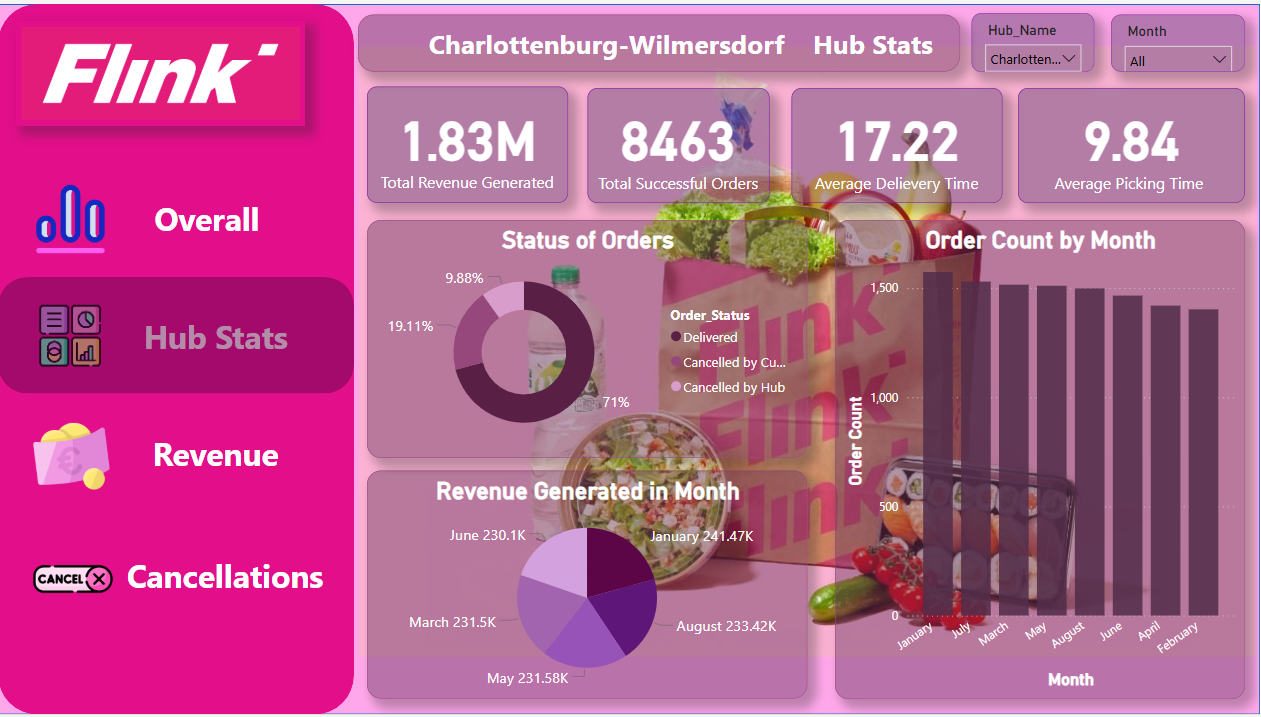 Flink
Overall
Hub Stats
Revenue
CANCEL
Cancellations
Charlottenburg-Wilmersdorf Hub Stats
Hub_Name
Charlotten...
Month
All
1.83M
Total Revenue Generated
8463
Total Successful Orders
17.22
Average Delievery Time
9.84
Average Picking Time
Status of Orders
9.88%
19.11%
71%
Order_Status
Delivered
Cancelled by Cu...
Cancelled by Hub
Revenue Generated in Month
June 230.1K
January 241.47K
March 231.5K
August 233.42K
May 231.58K
Order Count by Month
Order Count
1,500
1,000
500
0
January
July
March
May
August
June
April
February
Month
Flink
Flink
Flink
Flink